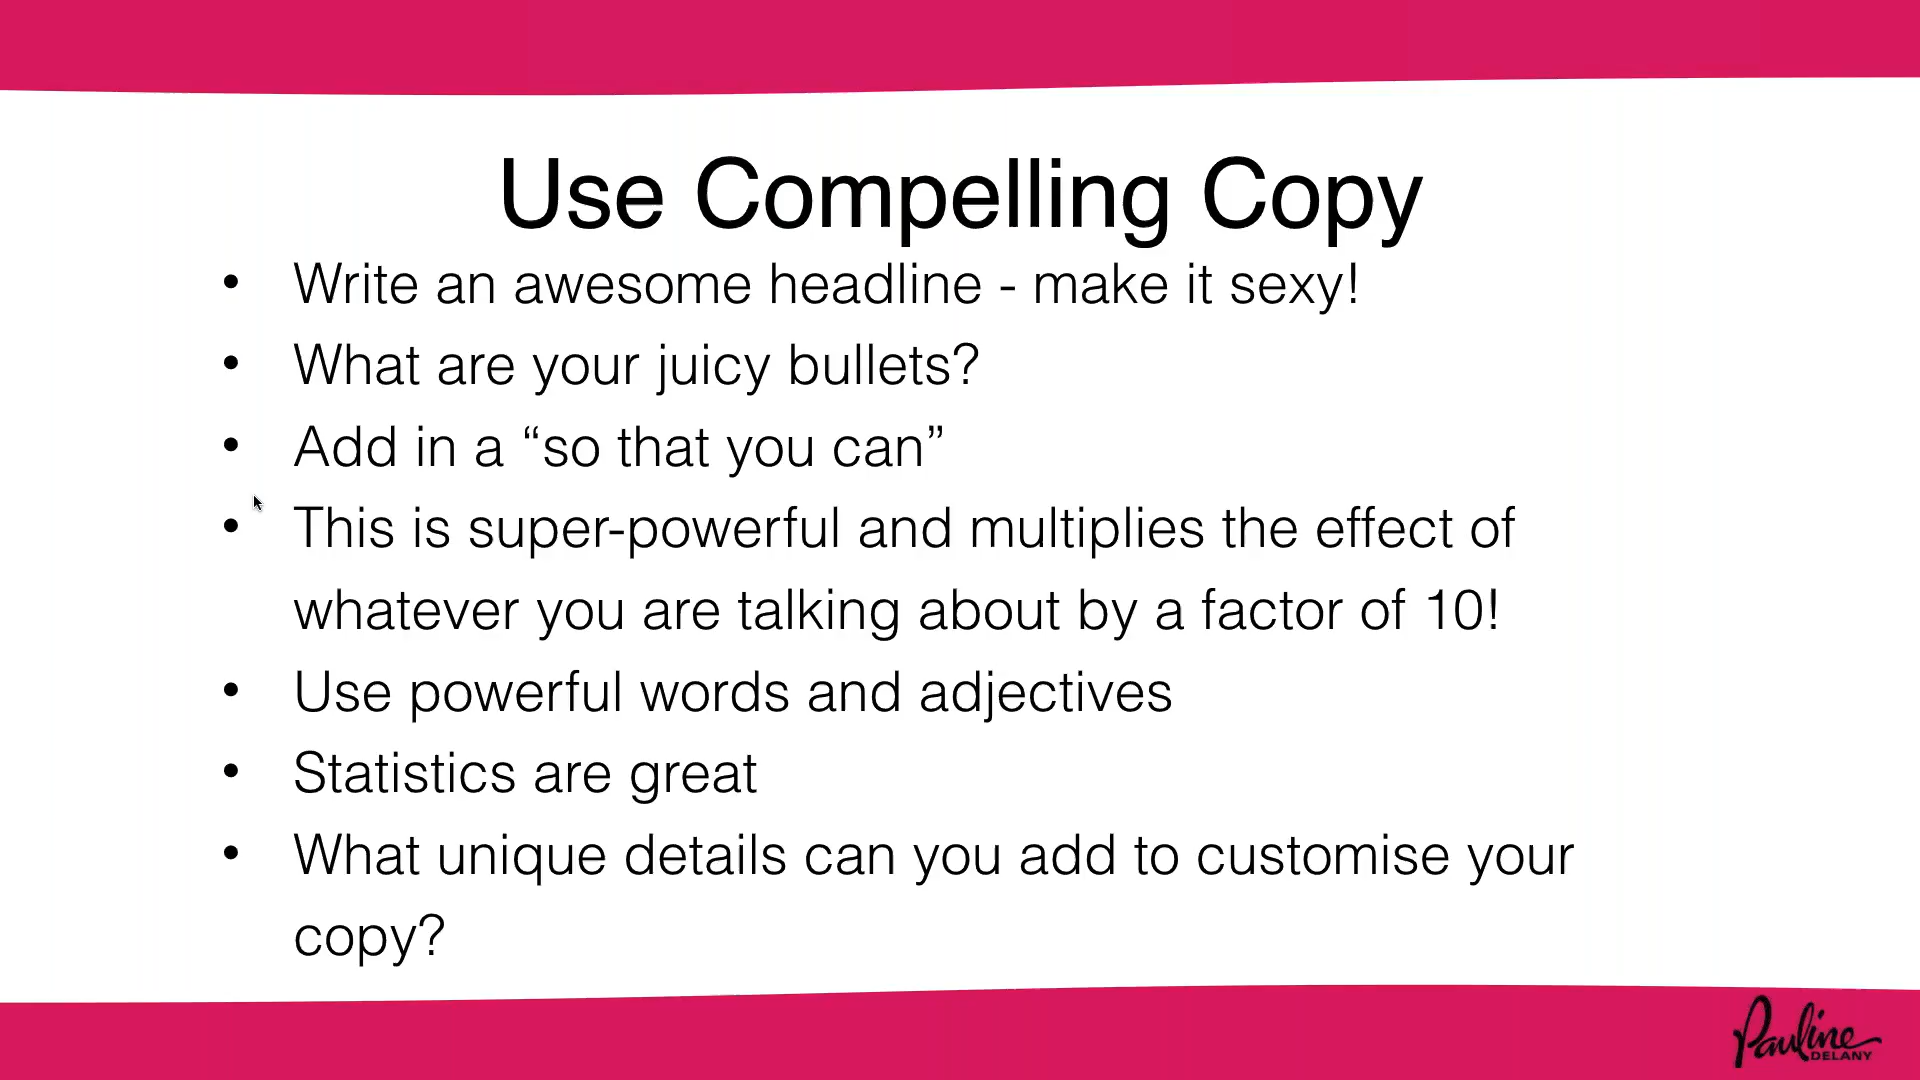 Use Compelling Copy
• Write an awesome headline - make it sexy!
• What are your juicy bullets?
• Add in a “so that you can”
• This is super-powerful and multiplies the effect of
whatever you are talking about by a factor of 10!
• Use powerful words and adjectives
• Statistics are great
• What unique details can you add to customise your
copy?
Pauline
DELANY